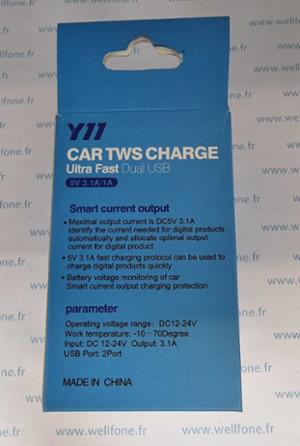 www.wellfone.fr
Y11
CAR TWS CHARGE
Uitra Fast Dual USB
5V 3.1A/1A
Smart current output
• Maximal output current is DC5V 3.1A
Identify the current needed for digital products
automatically and allocate optimal output
current for digital product
• 5V 3.1A fast charging protocol can be used to
charge digital products quickly
• Battery voltage monitoring of car
Smart current output charging protection
parameter
Operating voltage range: DC12-24V
Work temperature: -10~70Degree
Input: DC 12-24V Output: 3.1A
USB Port: 2Port
MADE IN CHINA
www.wellfone.fr